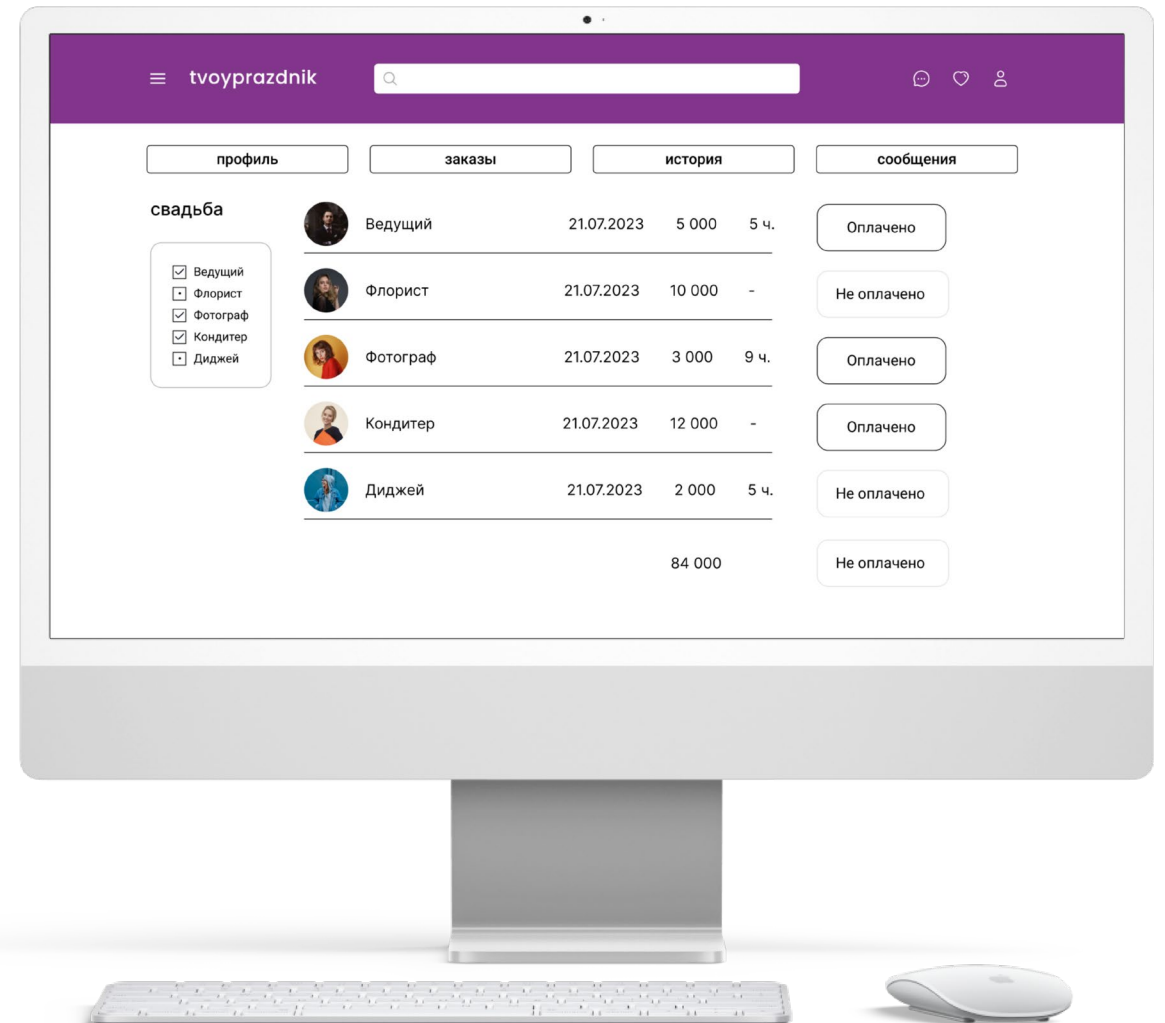 tvoyprazdnik
профиль заказы история сообщения
свадьба
Ведущий
Флорист
Фотограф
Кондитер
Диджей
Ведущий 21.07.2023 5 000 5 ч. Оплачено
Флорист 21.07.2023 10 000 - Не оплачено
Фотограф 21.07.2023 3 000 9 ч. Оплачено
Кондитер 21.07.2023 12 000 - Оплачено
Диджей 21.07.2023 2 000 5 ч. Не оплачено
84 000 Не оплачено